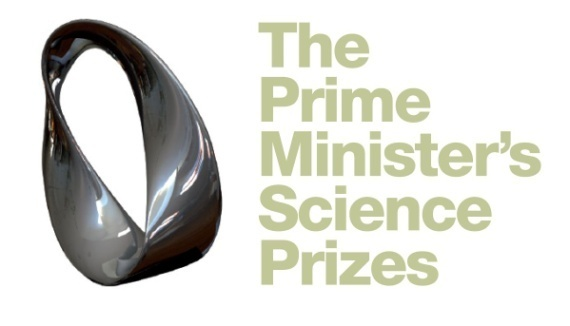 The
Prime
Minister’s
Science
Prizes